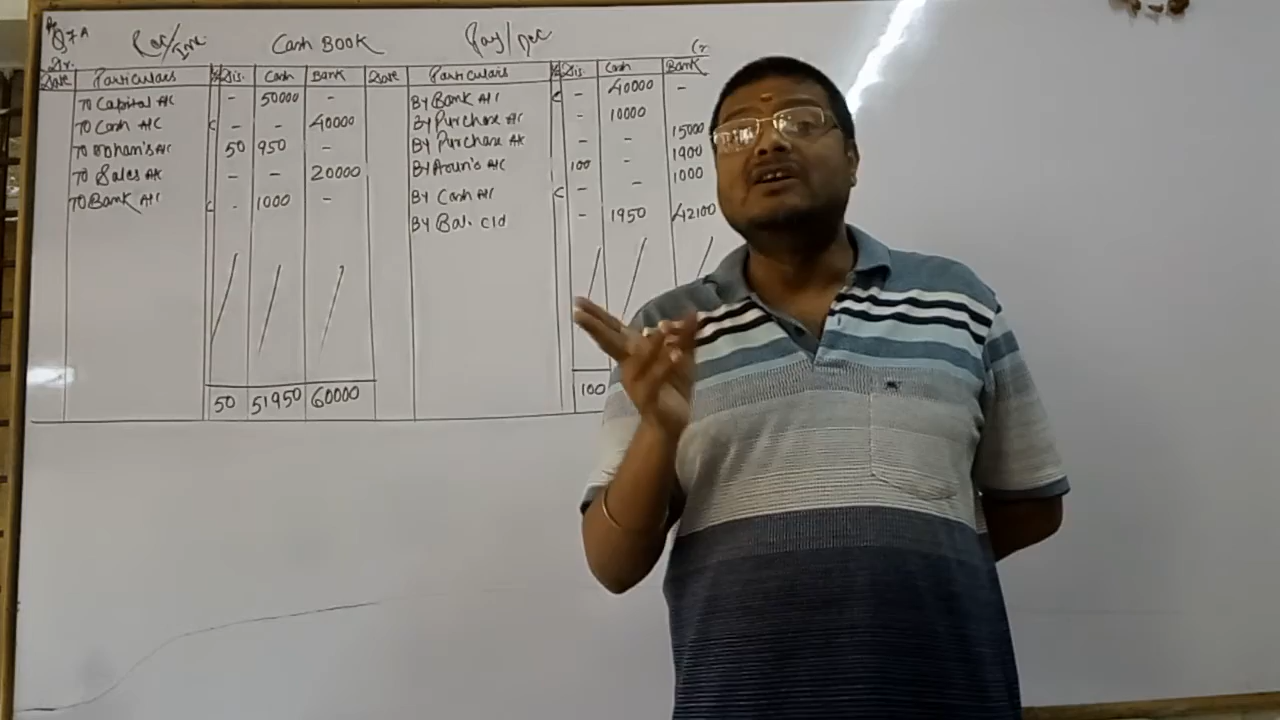 Q7A
Rec/Inc. Cash Book Pay/Dec
Dr. Cr
Date Particulars Dis. Cash Bank Date Particulars Dis. Cash Bank
To Capital A/C - 50000 - By Bank A/C C - 40000 -
To Cash A/C C - - 40000 By Purchase A/C - 10000
To Mohan's A/C 50 950 - By Purchase A/C - - 15000
To Sales A/C - - 20000 By Aroun's A/C 100 - 1900
To Bank A/C C - 1000 - By Cash A/C C - - 1000
By Bal. c/d - 1950 42100
50 51950 60000 100